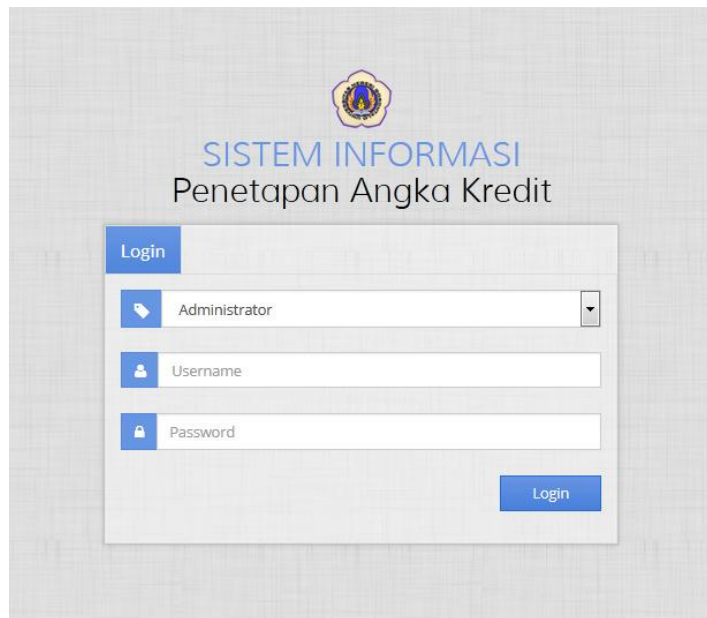 SISTEM INFORMASI
Penetapan Angka Kredit
Login
Administrator
Username
Password
Login